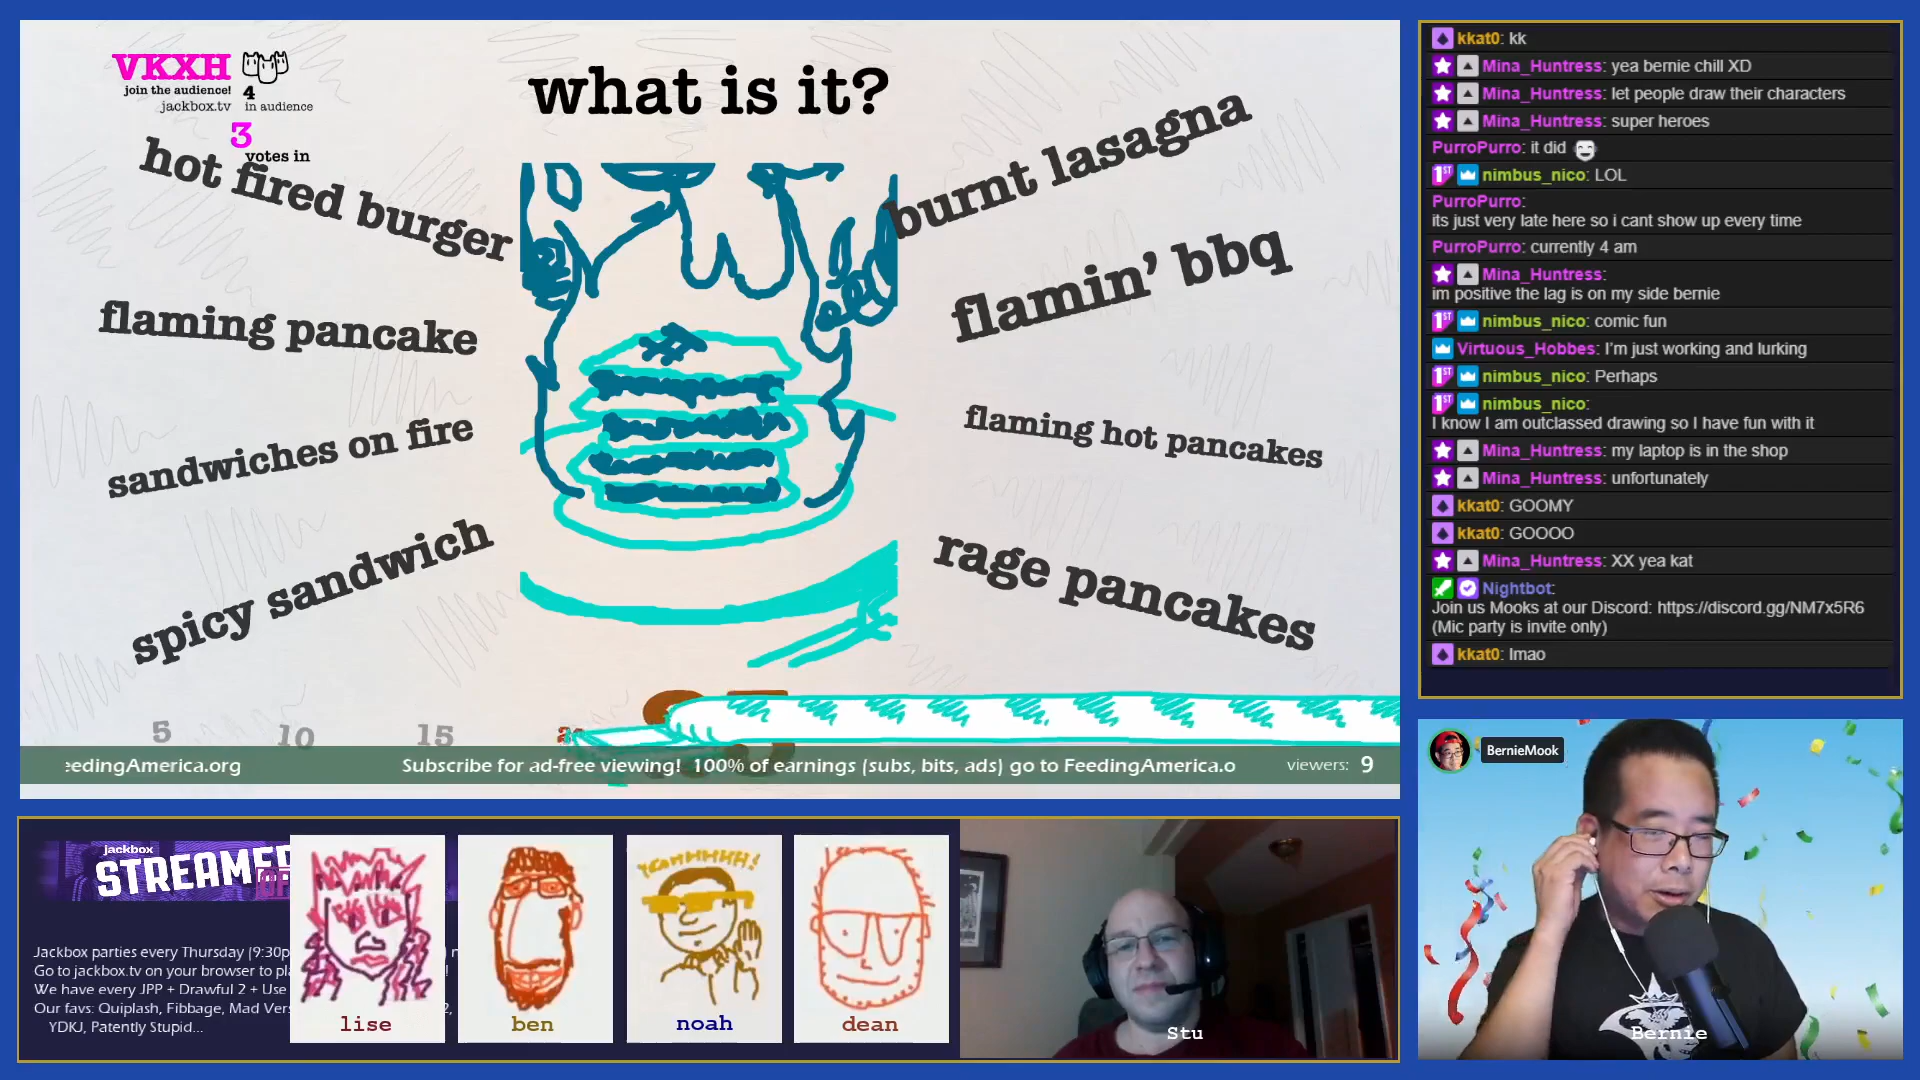 VKXH
join the audience!
jackbox.tv
4
in audience
3
votes in
what is it?
hot fired burger
burnt lasagna
flaming pancake
flamin’ bbq
sandwiches on fire
flaming hot pancakes
spicy sandwich
rage pancakes
5
10
15
edingAmerica.org
Subscribe for ad-free viewing! 100% of earnings (subs, bits, ads) go to FeedingAmerica.o
viewers: 9
kkat0: kk
Mina_Huntress: yea bernie chill XD
Mina_Huntress: let people draw their characters
Mina_Huntress: super heroes
PurroPurro: it did
1ST nimbus_nico: LOL
PurroPurro:
its just very late here so i cant show up every time
PurroPurro: currently 4 am
Mina_Huntress:
im positive the lag is on my side bernie
1ST nimbus_nico: comic fun
Virtuous_Hobbes: I’m just working and lurking
1ST nimbus_nico: Perhaps
1ST nimbus_nico:
I know I am outclassed drawing so I have fun with it
Mina_Huntress: my laptop is in the shop
Mina_Huntress: unfortunately
kkat0: GOOMY
kkat0: GOOOO
Mina_Huntress: XX yea kat
Nightbot:
Join us Mooks at our Discord: https://discord.gg/NM7x5R6
(Mic party is invite only)
kkat0: lmao
BernieMook
Bernie
jackbox
STREAMED
Jackbox parties every Thursday (9:30p
Go to jackbox.tv on your browser to pl
We have every JPP + Drawful 2 + Use
Our favs: Quiplash, Fibbage, Mad Ver
YDKJ, Patently Stupid...
lise
ben
YEAHHHHH!
noah
dean
Stu